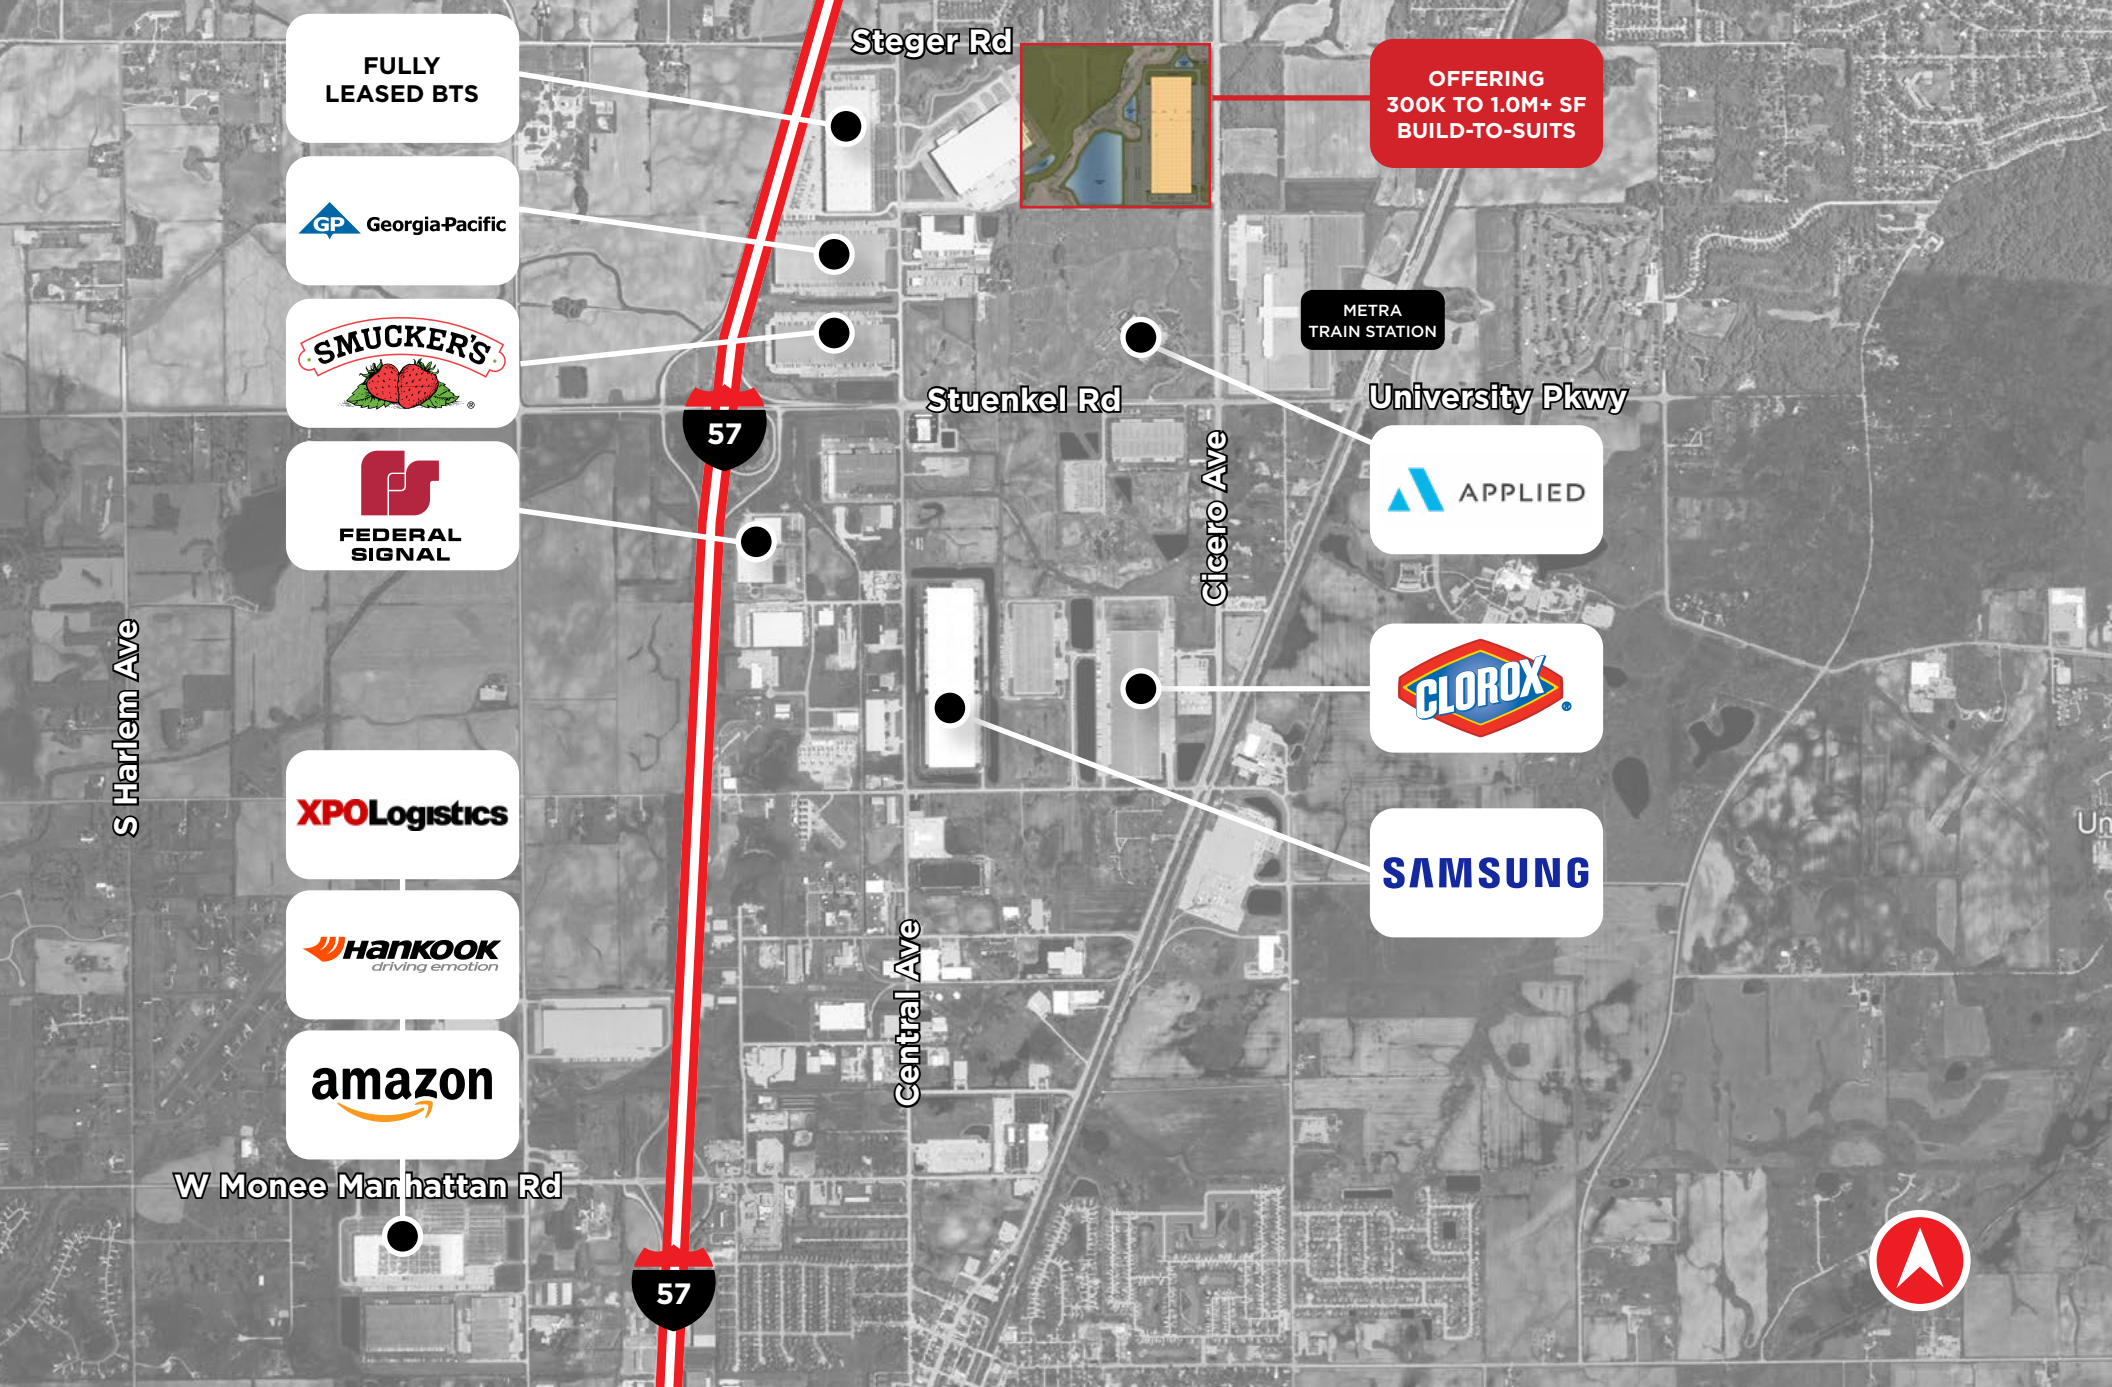 Steger Rd
FULLY
LEASED BTS
OFFERING
300K TO 1.0M+ SF
BUILD-TO-SUITS
GP Georgia-Pacific
SMUCKER'S
®
METRA
TRAIN STATION
Stuenkel Rd
University Pkwy
57
FEDERAL
SIGNAL
APPLIED
Cicero Ave
S Harlem Ave
CLOROX
®
XPOLogistics
SAMSUNG
HANKOOK
driving emotion
Central Ave
amazon
W Monee Manhattan Rd
57
Un